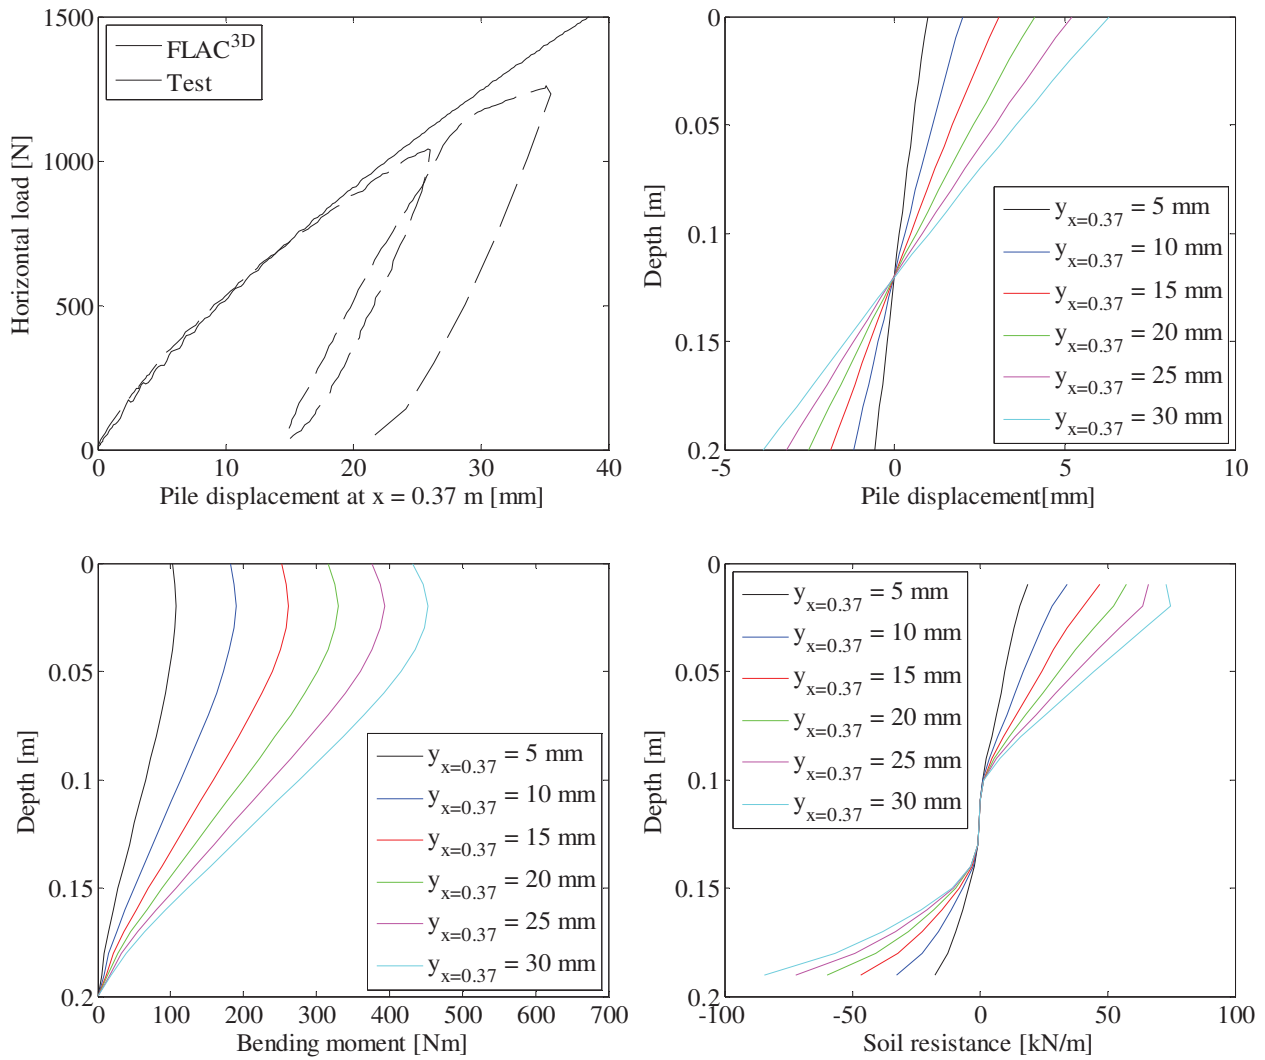 1500
1000
500
0
Horizontal load [N]
FLAC3D
Test
0
10
20
30
40
Pile displacement at x = 0.37 m [mm]
0
0.05
0.1
0.15
0.2
Depth [m]
yx=0.37 = 5 mm
yx=0.37 = 10 mm
yx=0.37 = 15 mm
yx=0.37 = 20 mm
yx=0.37 = 25 mm
yx=0.37 = 30 mm
-5
0
5
10
Pile displacement[mm]
0
0.05
0.1
0.15
0.2
Depth [m]
yx=0.37 = 5 mm
yx=0.37 = 10 mm
yx=0.37 = 15 mm
yx=0.37 = 20 mm
yx=0.37 = 25 mm
yx=0.37 = 30 mm
0
100
200
300
400
500
600
700
Bending moment [Nm]
0
0.05
0.1
0.15
0.2
Depth [m]
yx=0.37 = 5 mm
yx=0.37 = 10 mm
yx=0.37 = 15 mm
yx=0.37 = 20 mm
yx=0.37 = 25 mm
yx=0.37 = 30 mm
-100
-50
0
50
100
Soil resistance [kN/m]